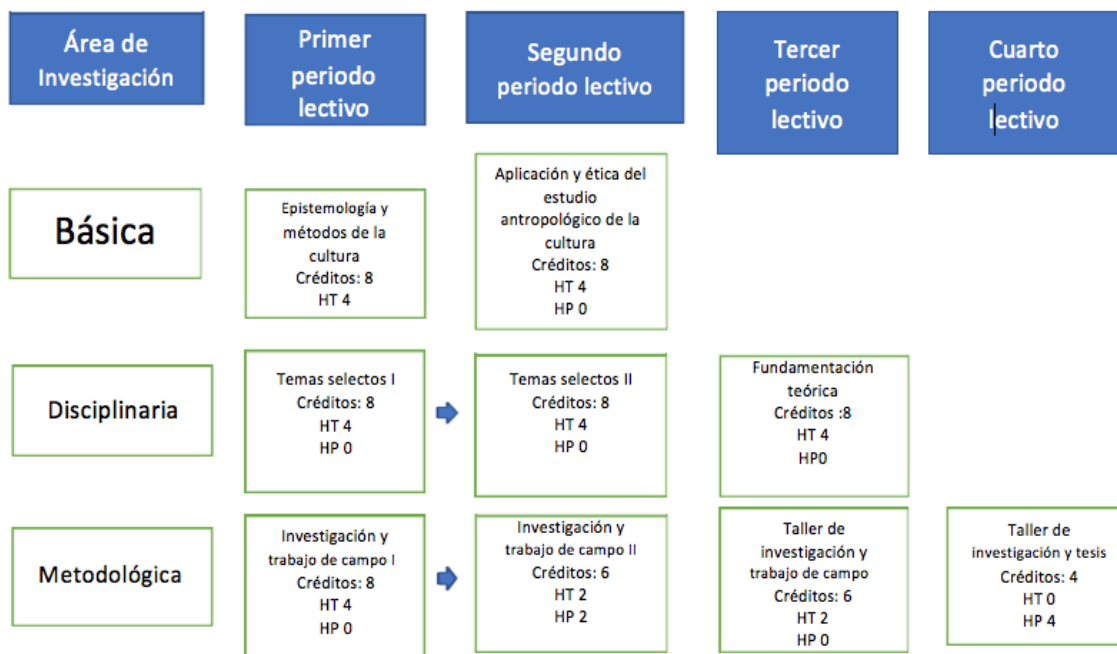 Área de
Investigación
Primer
periodo
lectivo
Segundo
periodo lectivo
Tercer
periodo
lectivo
Cuarto
periodo
lectivo
Básica
Epistemología y
métodos de la
cultura
Créditos: 8
HT 4
Aplicación y ética del
estudio
antropológico de la
cultura
Créditos: 8
HT 4
HP 0
Disciplinaria
Temas selectos I
Créditos: 8
HT 4
HP 0
Temas selectos II
Créditos: 8
HT 4
HP 0
Fundamentación
teórica
Créditos :8
HT 4
HP0
Metodológica
Investigación y
trabajo de campo I
Créditos: 8
HT 4
HP 0
Investigación y
trabajo de campo II
Créditos: 6
HT 2
HP 2
Taller de
investigación y
trabajo de campo
Créditos: 6
HT 2
HP 0
Taller de
investigación y tesis
Créditos: 4
HT 0
HP 4